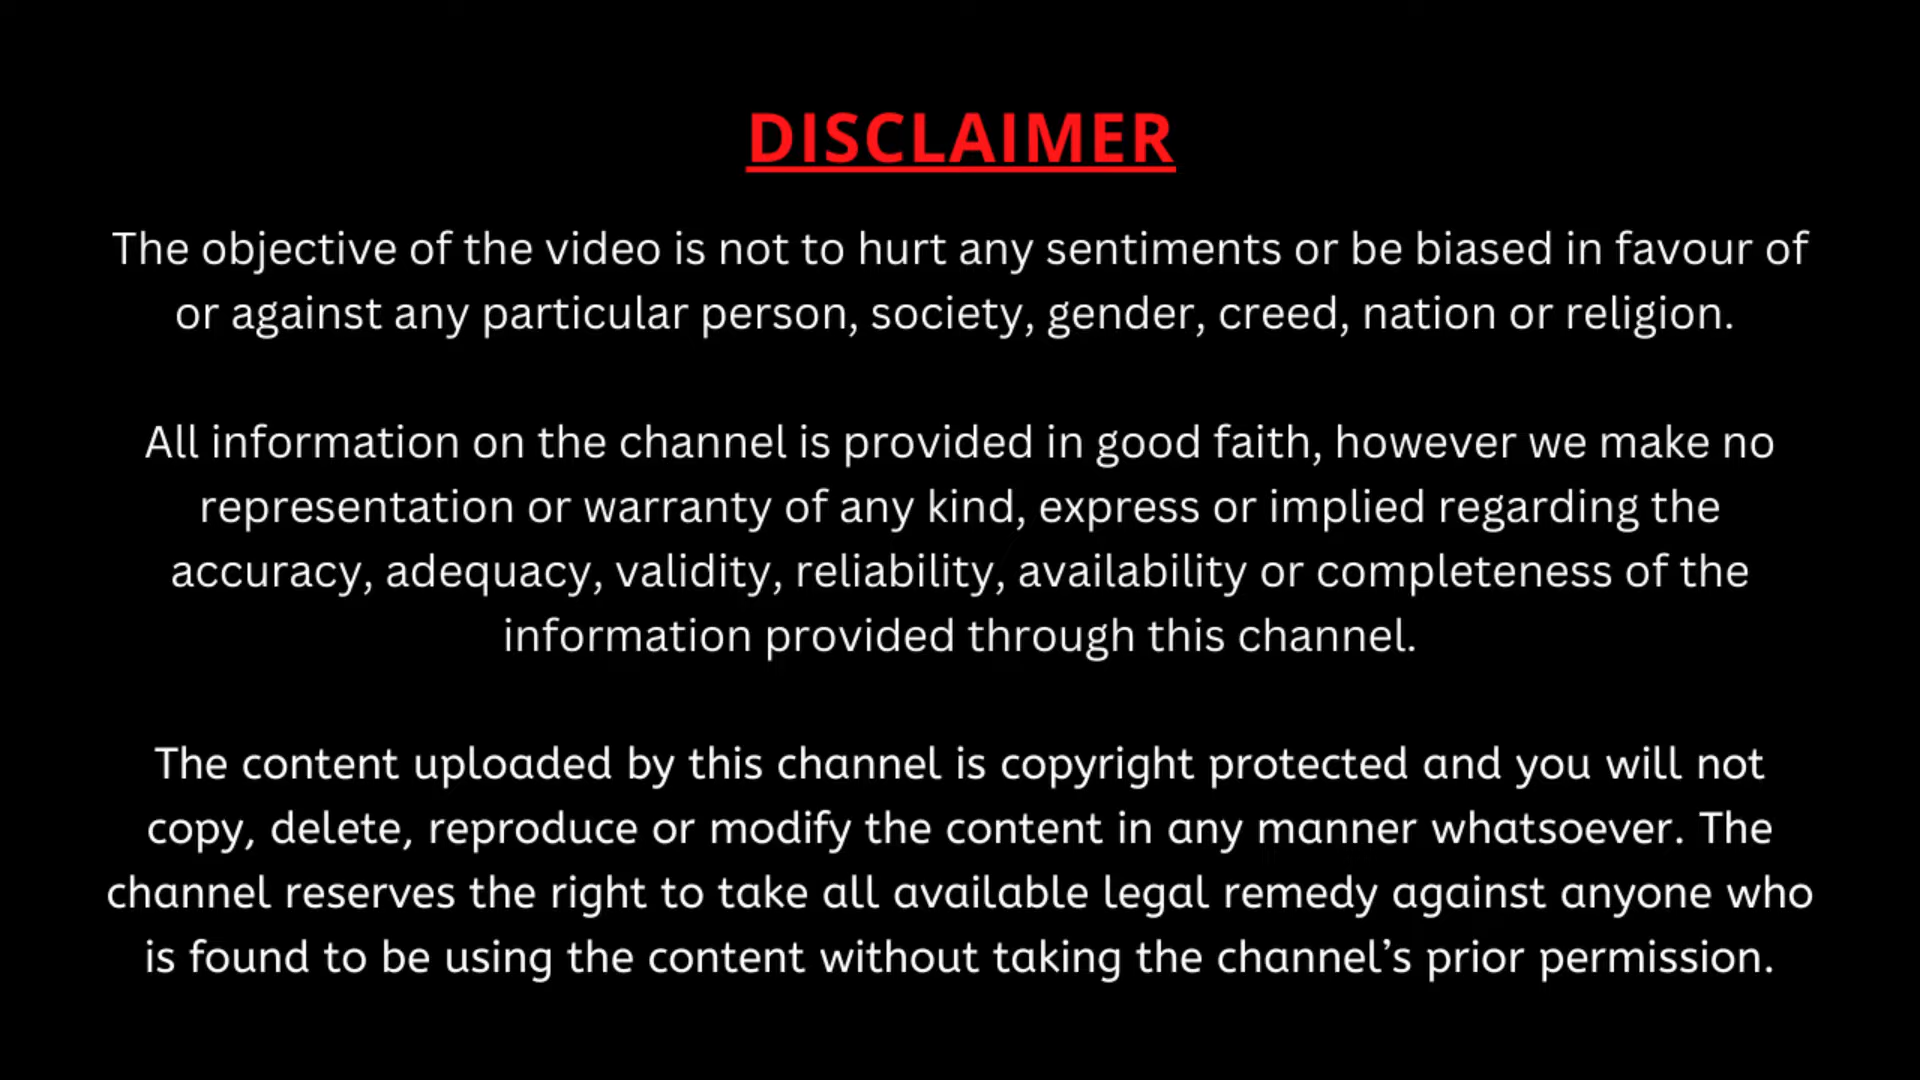 DISCLAIMER
The objective of the video is not to hurt any sentiments or be biased in favour of
or against any particular person, society, gender, creed, nation or religion.
All information on the channel is provided in good faith, however we make no
representation or warranty of any kind, express or implied regarding the
accuracy, adequacy, validity, reliability, availability or completeness of the
information provided through this channel.
The content uploaded by this channel is copyright protected and you will not
copy, delete, reproduce or modify the content in any manner whatsoever. The
channel reserves the right to take all available legal remedy against anyone who
is found to be using the content without taking the channel’s prior permission.